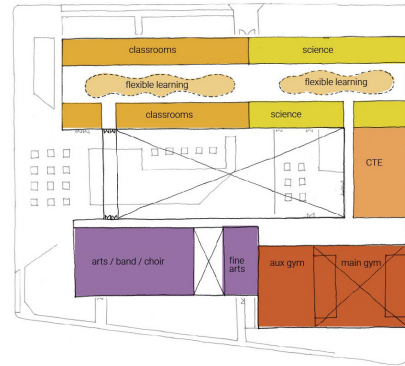 classrooms
science
flexible learning
flexible learning
classrooms
science
CTE
arts / band / choir
fine
arts
aux gym
main gym